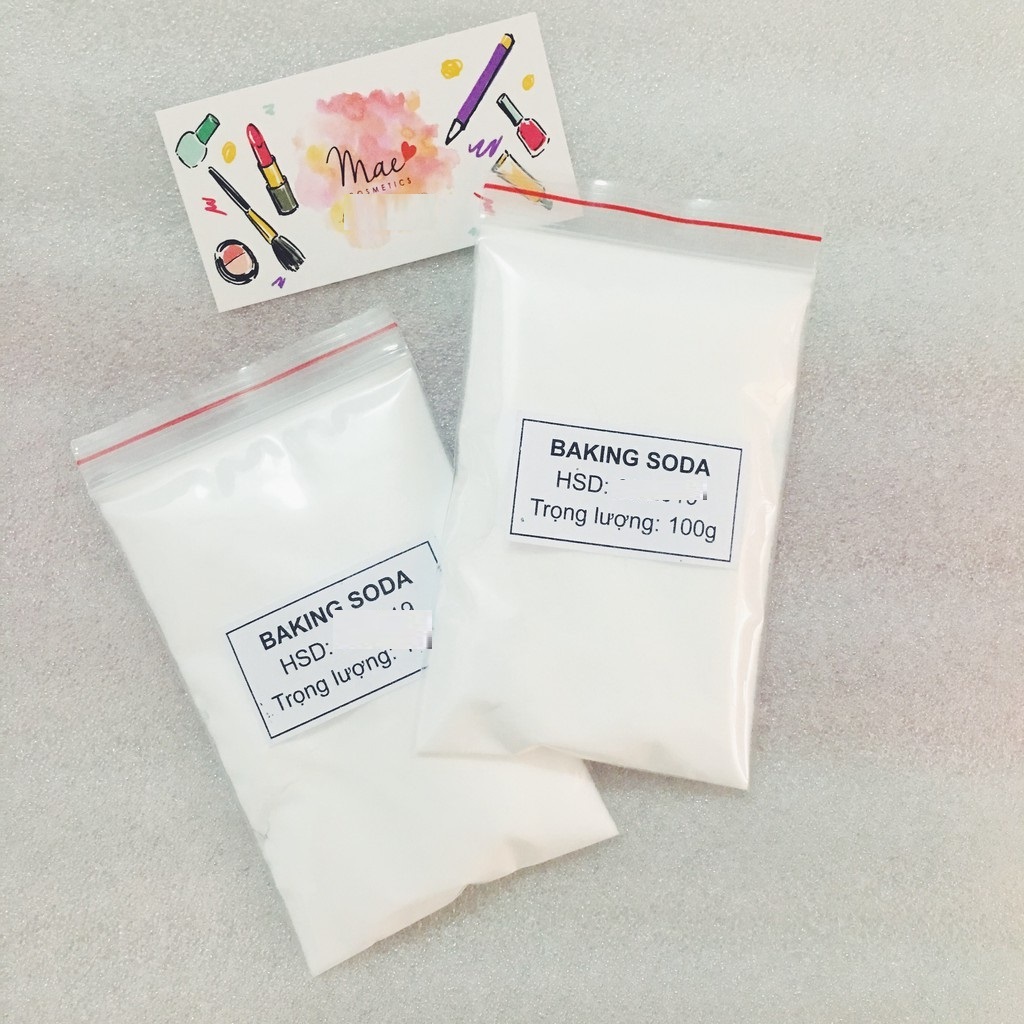 Mae
COSMETICS
BAKING SODA
HSD:
Trọng lượng: 100g
BAKING SODA
HSD:
Trọng lượng: